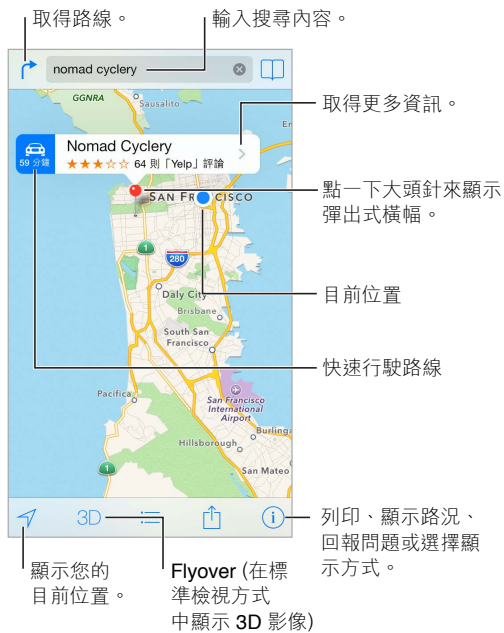 取得路線。
輸入搜尋內容。
nomad cyclery
GGNRA
Sausalito
En
取得更多資訊。
Nomad Cyclery
59 分鐘
★★★☆☆ 64 則「Yelp」評論
點一下大頭針來顯示
彈出式橫幅。
SAN FR CISCO
1
280
目前位置
Daly City
Brisbane
South San
Francisco
快速行駛路線
Pacifica
San Francisco
International
Airport
Burlinga
Hillsborough
1
San Mateo
3D
列印、顯示路況、
回報問題或選擇顯
示方式。
顯示您的
目前位置。
Flyover (在標
準檢視方式
中顯示 3D 影像)